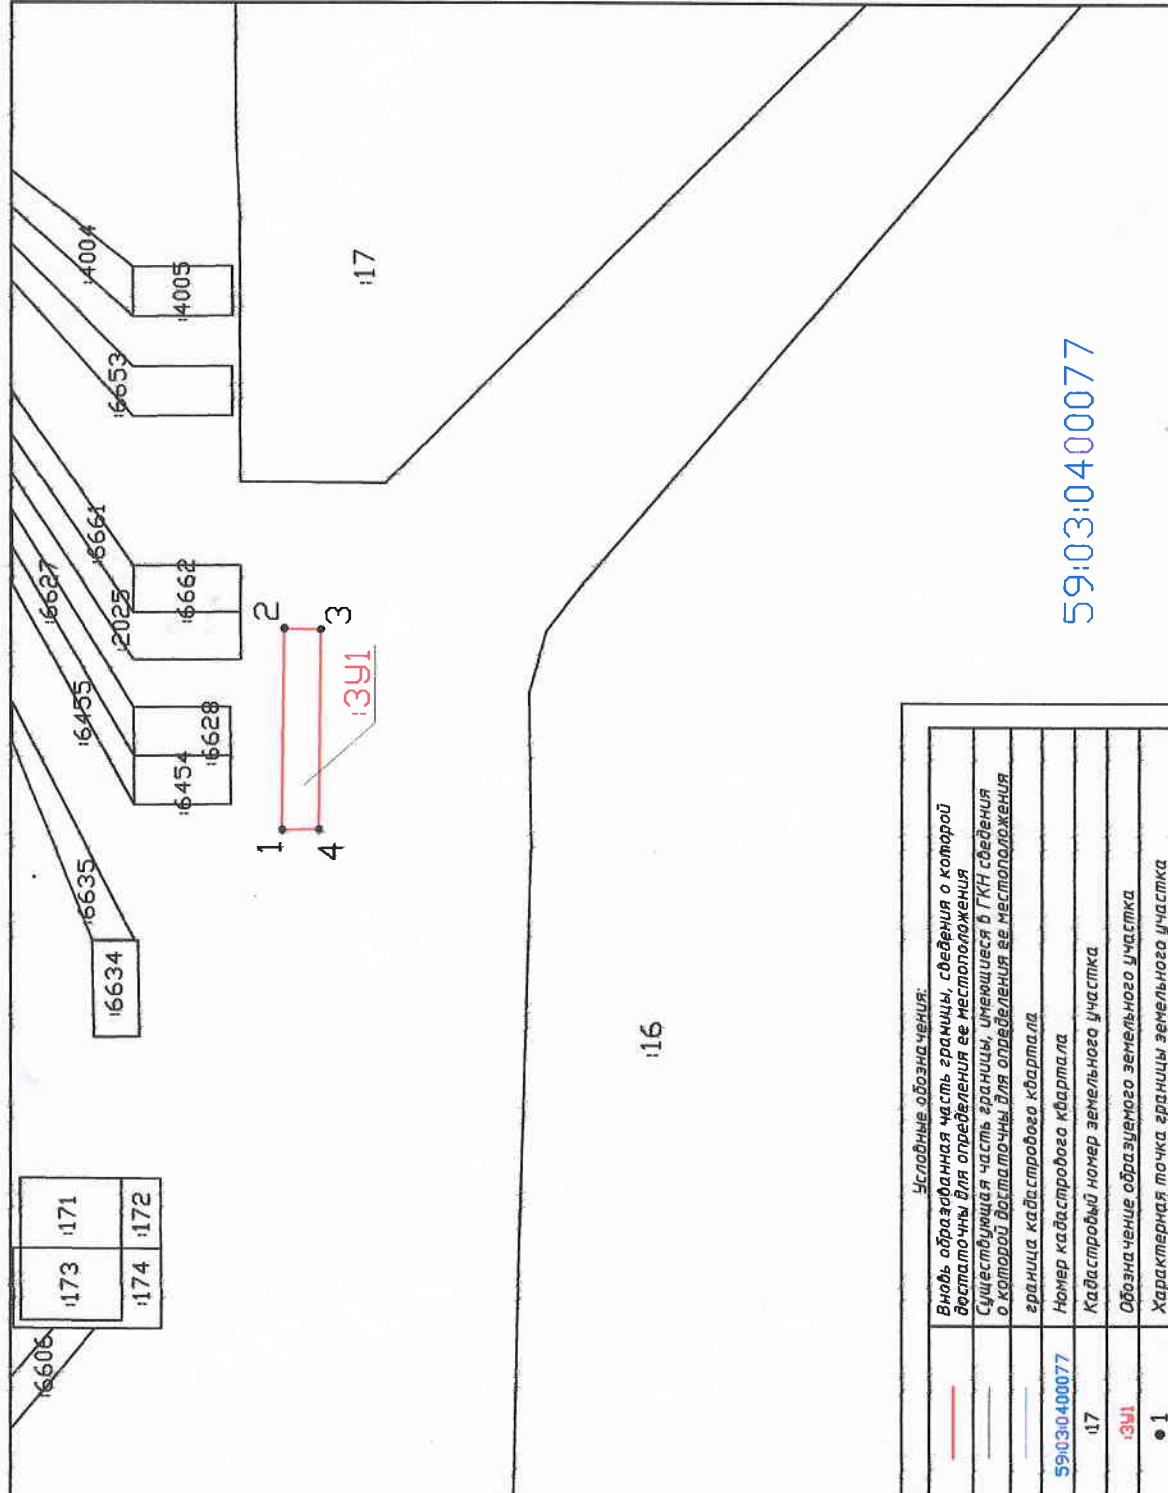 :4004
:4005
:17
:6653
:6661
:6662
:2025
:6627
:6628
:6455
:6454
:6635
:6634
:171
:172
:173
:174
:6606
1
2
3
4
:ЗУ1
:16
59:03:0400077
Условные обозначения:
Вновь образованная часть границы, сведения о которой
достаточны для определения ее местоположения
Существующая часть границы, имеющиеся в ГКН сведения
о которой достаточны для определения ее местоположения
граница кадастрового квартала
59:03:0400077 Номер кадастрового квартала
:17 Кадастровый номер земельного участка
:ЗУ1 Обозначение образуемого земельного участка
1 Характерная точка границы земельного участка